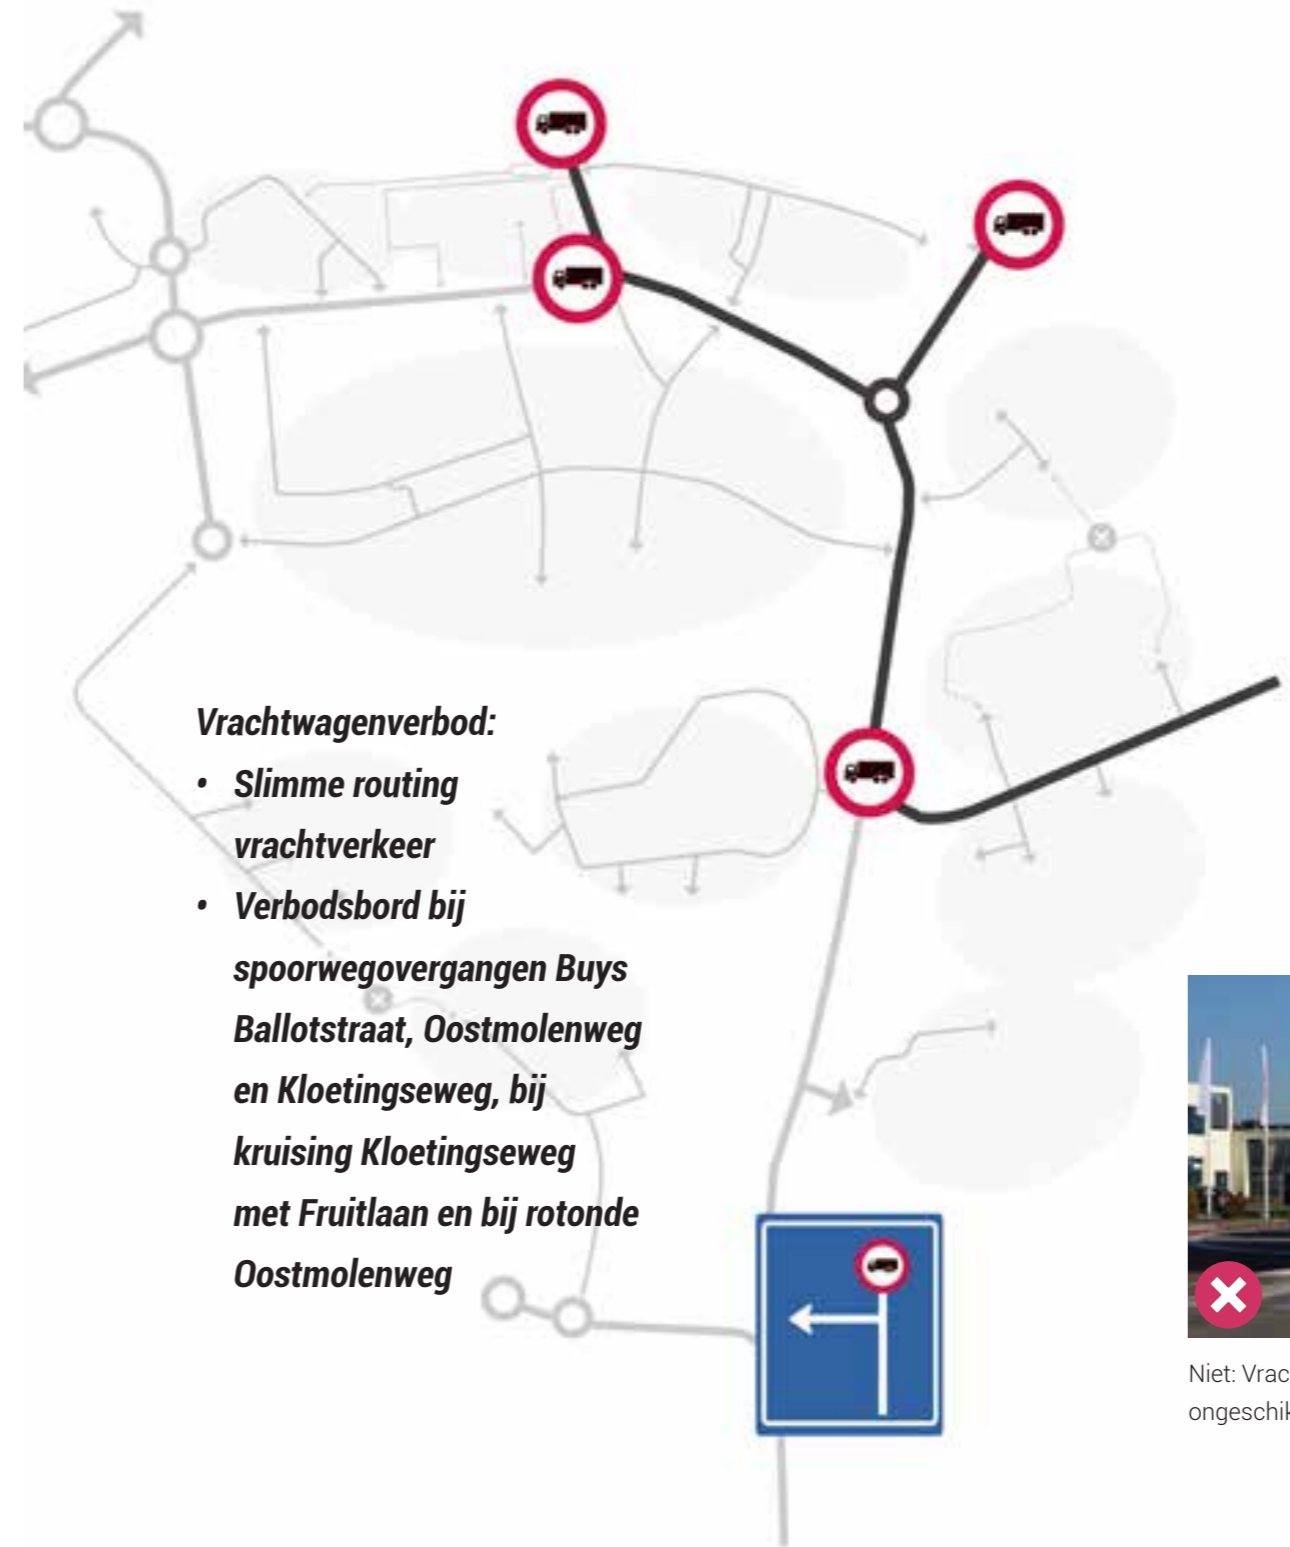 Vrachtwagenverbod:
• Slimme routing
vrachtverkeer
• Verbodsbord bij
spoorwegovergangen Buys
Ballotstraat, Oostmolenweg
en Kloetingseweg, bij
kruising Kloetingseweg
met Fruitlaan en bij rotonde
Oostmolenweg
Niet: Vrac
ongeschik